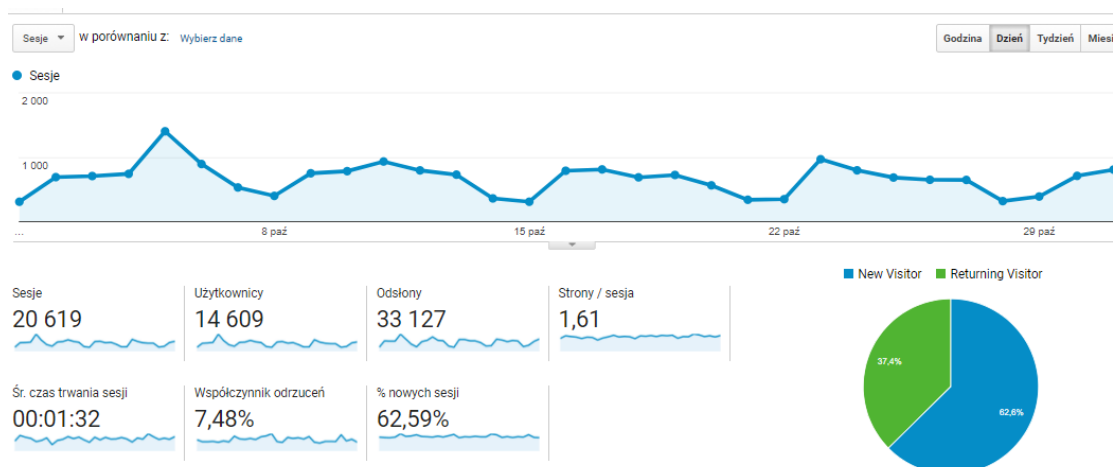 Sesje w porównaniu z: Wybierz dane
Godzina Dzień Tydzień Miesi
Sesje
2 000
1 000
... 8 paź 15 paź 22 paź 29 paź
New Visitor Returning Visitor
Sesje Użytkownicy Odsłony Strony / sesja
20 619 14 609 33 127 1,61
Śr. czas trwania sesji Współczynnik odrzuceń % nowych sesji
00:01:32 7,48% 62,59%
37,4%
62,6%